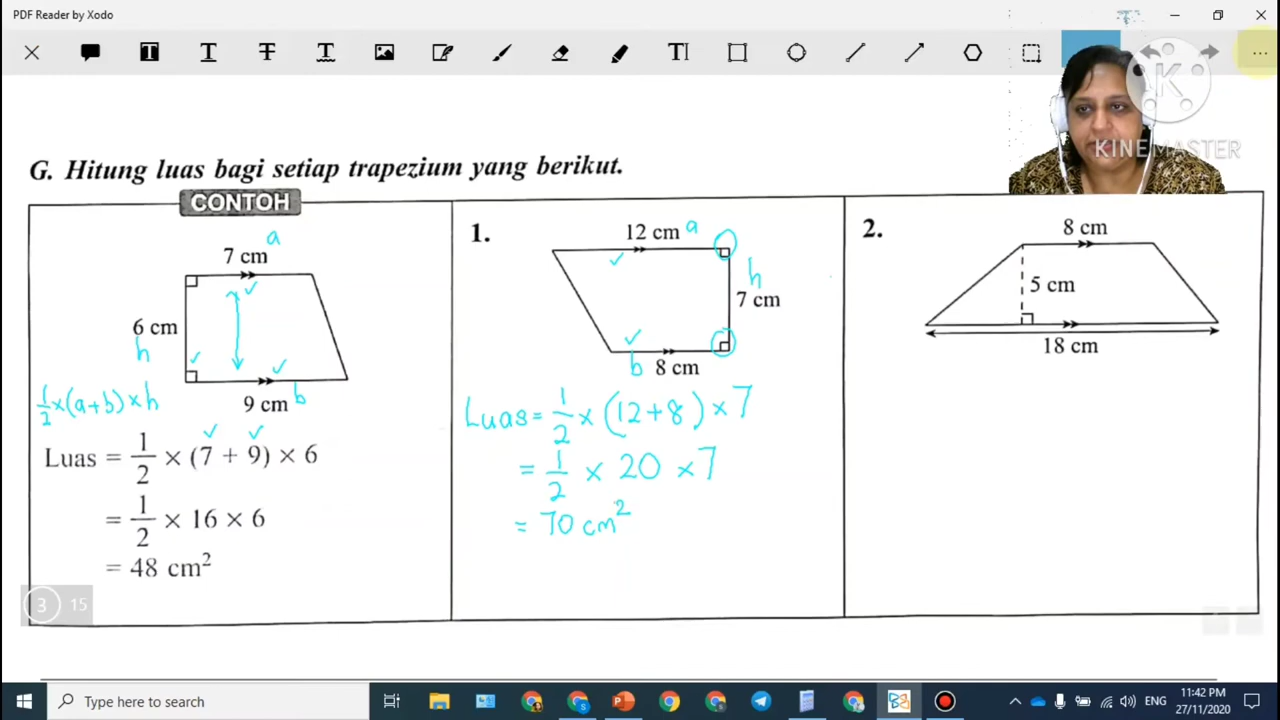 PDF Reader by Xodo
KINEMASTER
G. Hitung luas bagi setiap trapezium yang berikut.
CONTOH
a
7 cm
6 cm
h
9 cm b
1/2 × (a+b) × h
Luas = 1/2 × (7 + 9) × 6
= 1/2 × 16 × 6
= 48 cm²
1.
12 cm a
h
7 cm
b 8 cm
Luas = 1/2 × (12+8) × 7
= 1/2 × 20 × 7
= 70 cm²
2.
8 cm
5 cm
18 cm
3 15
Type here to search
ENG
11:42 PM
27/11/2020